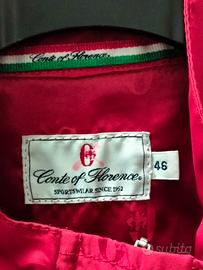 Conte of Florence
Conte of Florence
SPORTSWEAR SINCE 1952
46
subito